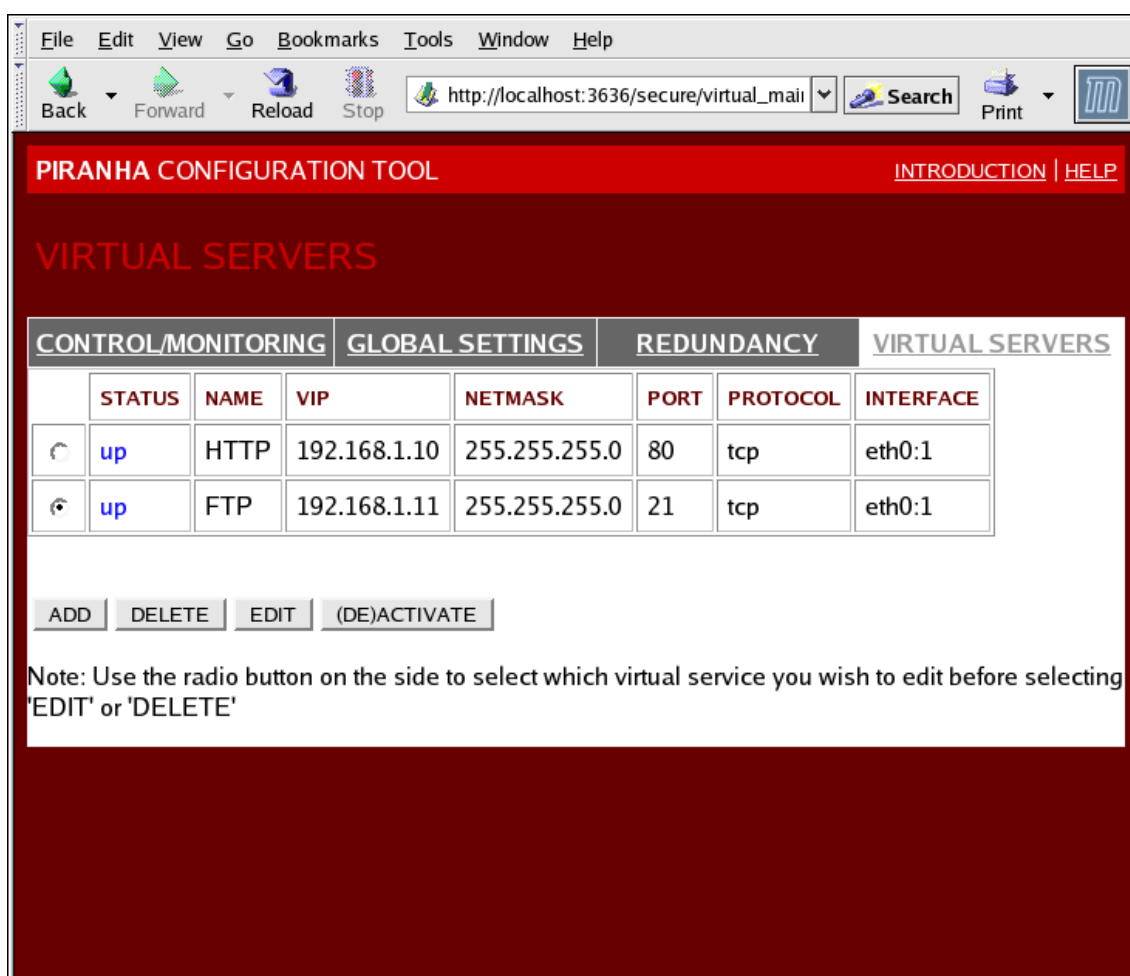 File Edit View Go Bookmarks Tools Window Help
Back Forward Reload Stop http://localhost:3636/secure/virtual_mai Search Print
PIRANHA CONFIGURATION TOOL INTRODUCTION | HELP
VIRTUAL SERVERS
CONTROL/MONITORING GLOBAL SETTINGS REDUNDANCY VIRTUAL SERVERS
STATUS NAME VIP NETMASK PORT PROTOCOL INTERFACE
up HTTP 192.168.1.10 255.255.255.0 80 tcp eth0:1
up FTP 192.168.1.11 255.255.255.0 21 tcp eth0:1
ADD DELETE EDIT (DE)ACTIVATE
Note: Use the radio button on the side to select which virtual service you wish to edit before selecting
'EDIT' or 'DELETE'